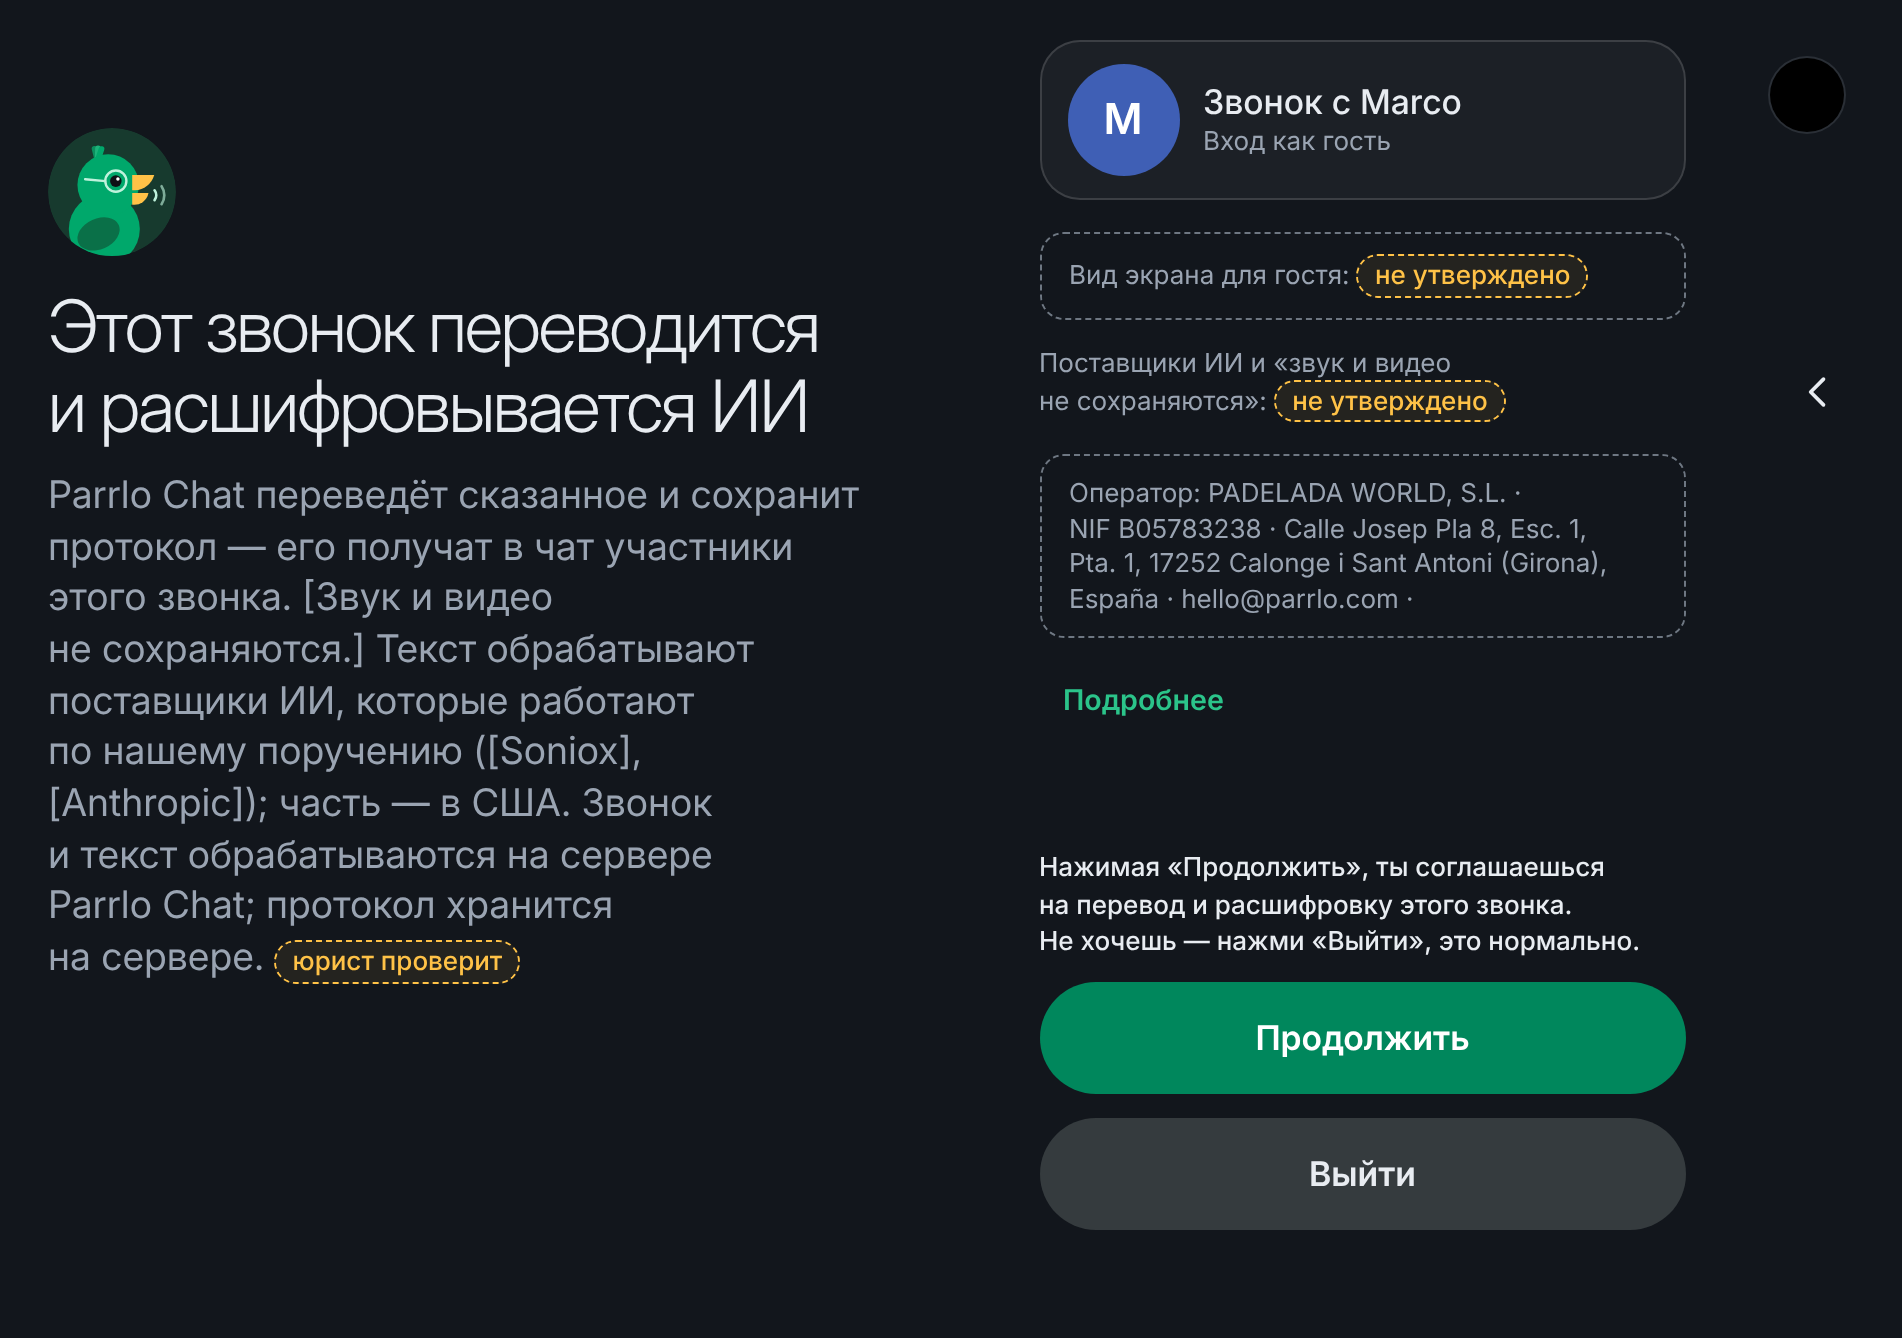 Этот звонок переводится
и расшифровывается ИИ
Parrlo Chat переведёт сказанное и сохранит
протокол — его получат в чат участники
этого звонка. [Звук и видео
не сохраняются.] Текст обрабатывают
поставщики ИИ, которые работают
по нашему поручению ([Soniox],
[Anthropic]); часть — в США. Звонок
и текст обрабатываются на сервере
Parrlo Chat; протокол хранится
на сервере. юрист проверит
M
Звонок с Marco
Вход как гость
Вид экрана для гостя: не утверждено
Поставщики ИИ и «звук и видео
не сохраняются»: не утверждено
Оператор: PADELADA WORLD, S.L. ·
NIF B05783238 · Calle Josep Pla 8, Esc. 1,
Pta. 1, 17252 Calonge i Sant Antoni (Girona),
España · hello@parrlo.com ·
Подробнее
Нажимая «Продолжить», ты соглашаешься
на перевод и расшифровку этого звонка.
Не хочешь — нажми «Выйти», это нормально.
Продолжить
Выйти